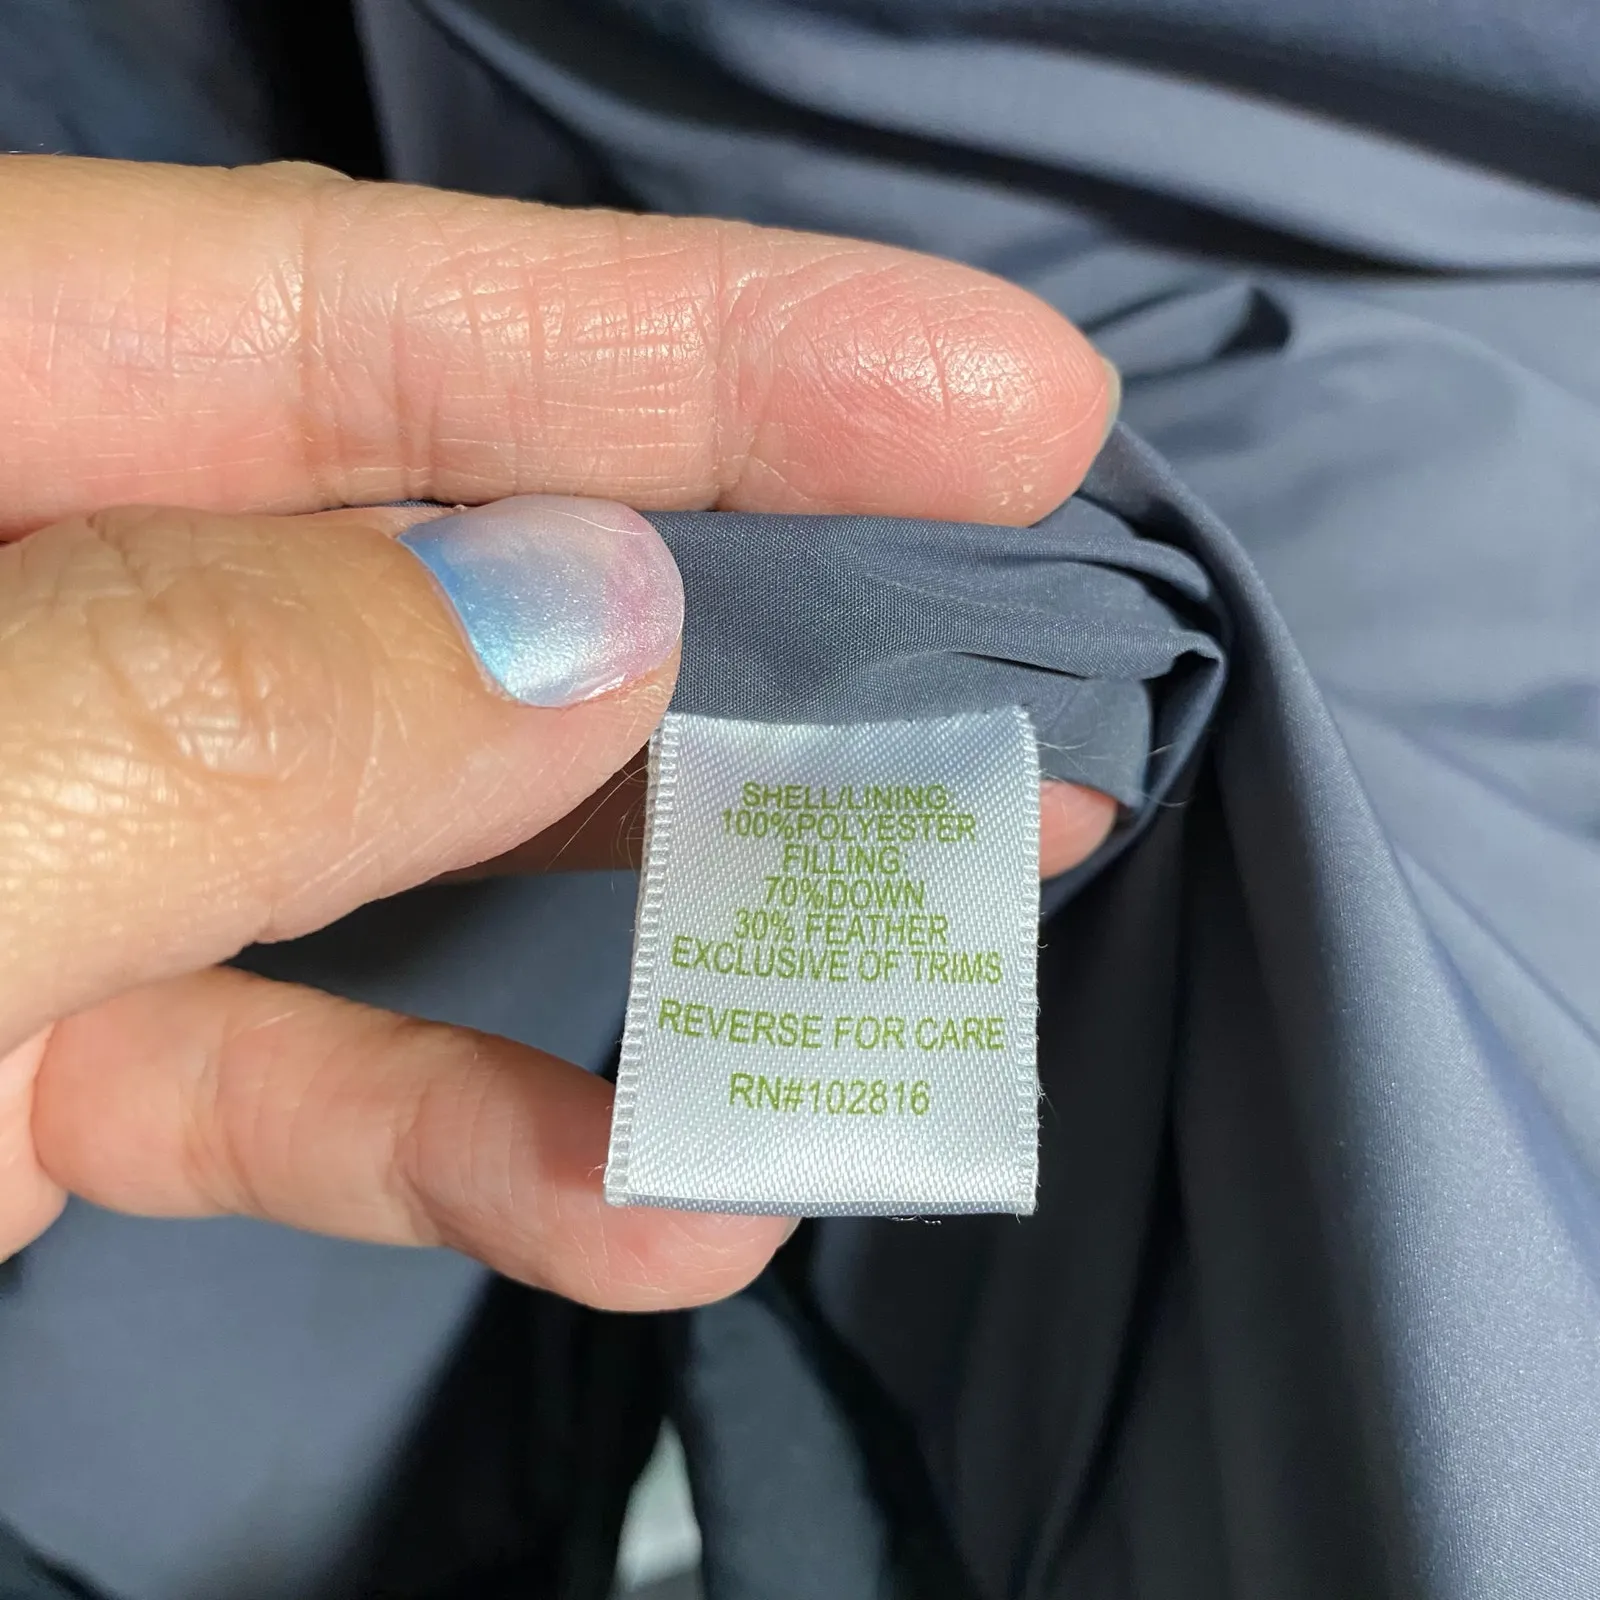 SHELL/LINING:
100%POLYESTER
FILLING:
70%DOWN
30% FEATHER
EXCLUSIVE OF TRIMS
REVERSE FOR CARE
RN#102816